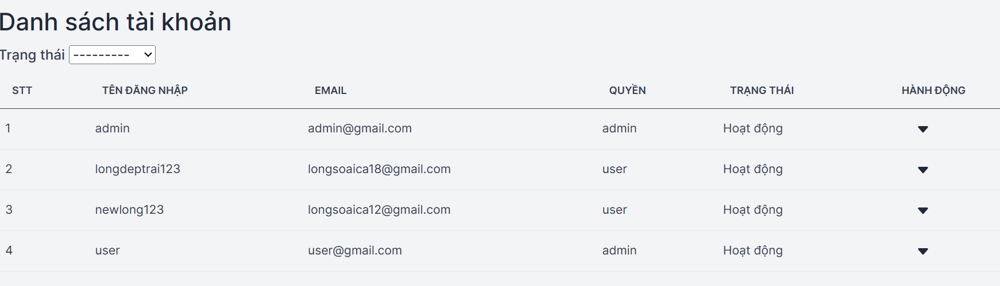 Danh sách tài khoản
Trạng thái ---------
STT TÊN ĐĂNG NHẬP EMAIL QUYỀN TRẠNG THÁI HÀNH ĐỘNG
1 admin admin@gmail.com admin Hoạt động
2 longdeptrai123 longsoaica18@gmail.com user Hoạt động
3 newlong123 longsoaica12@gmail.com user Hoạt động
4 user user@gmail.com admin Hoạt động